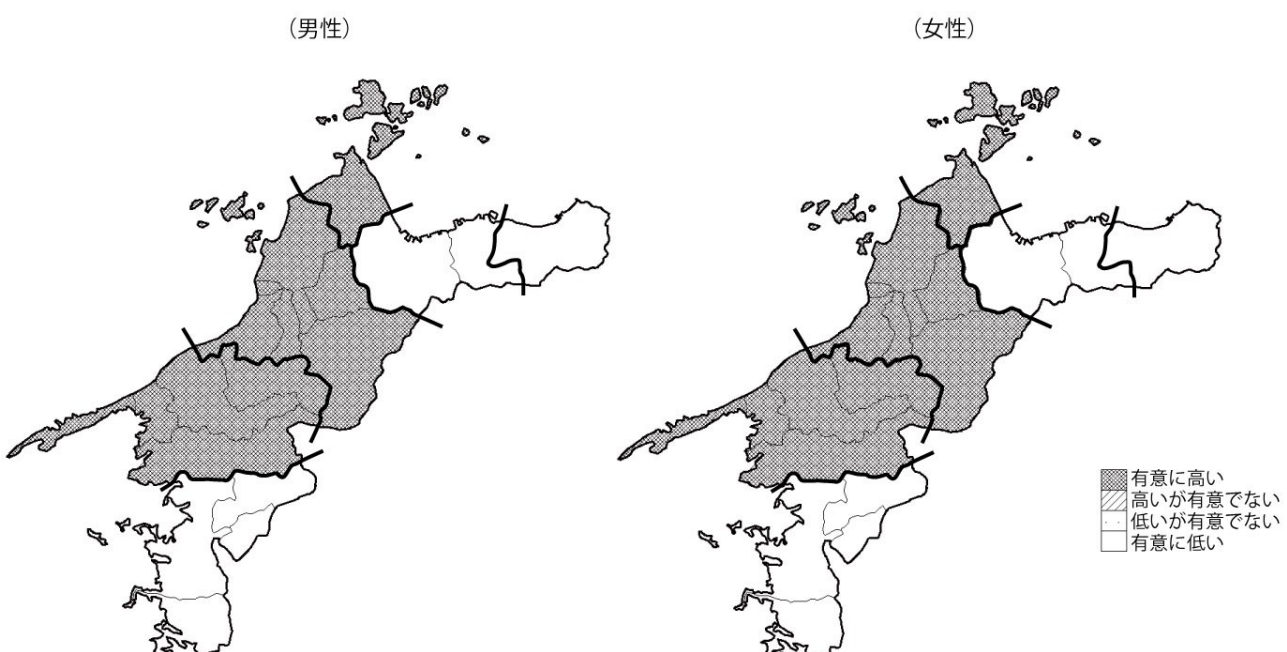 （男性）
（女性）
有意に高い
高いが有意でない
低いが有意でない
有意に低い